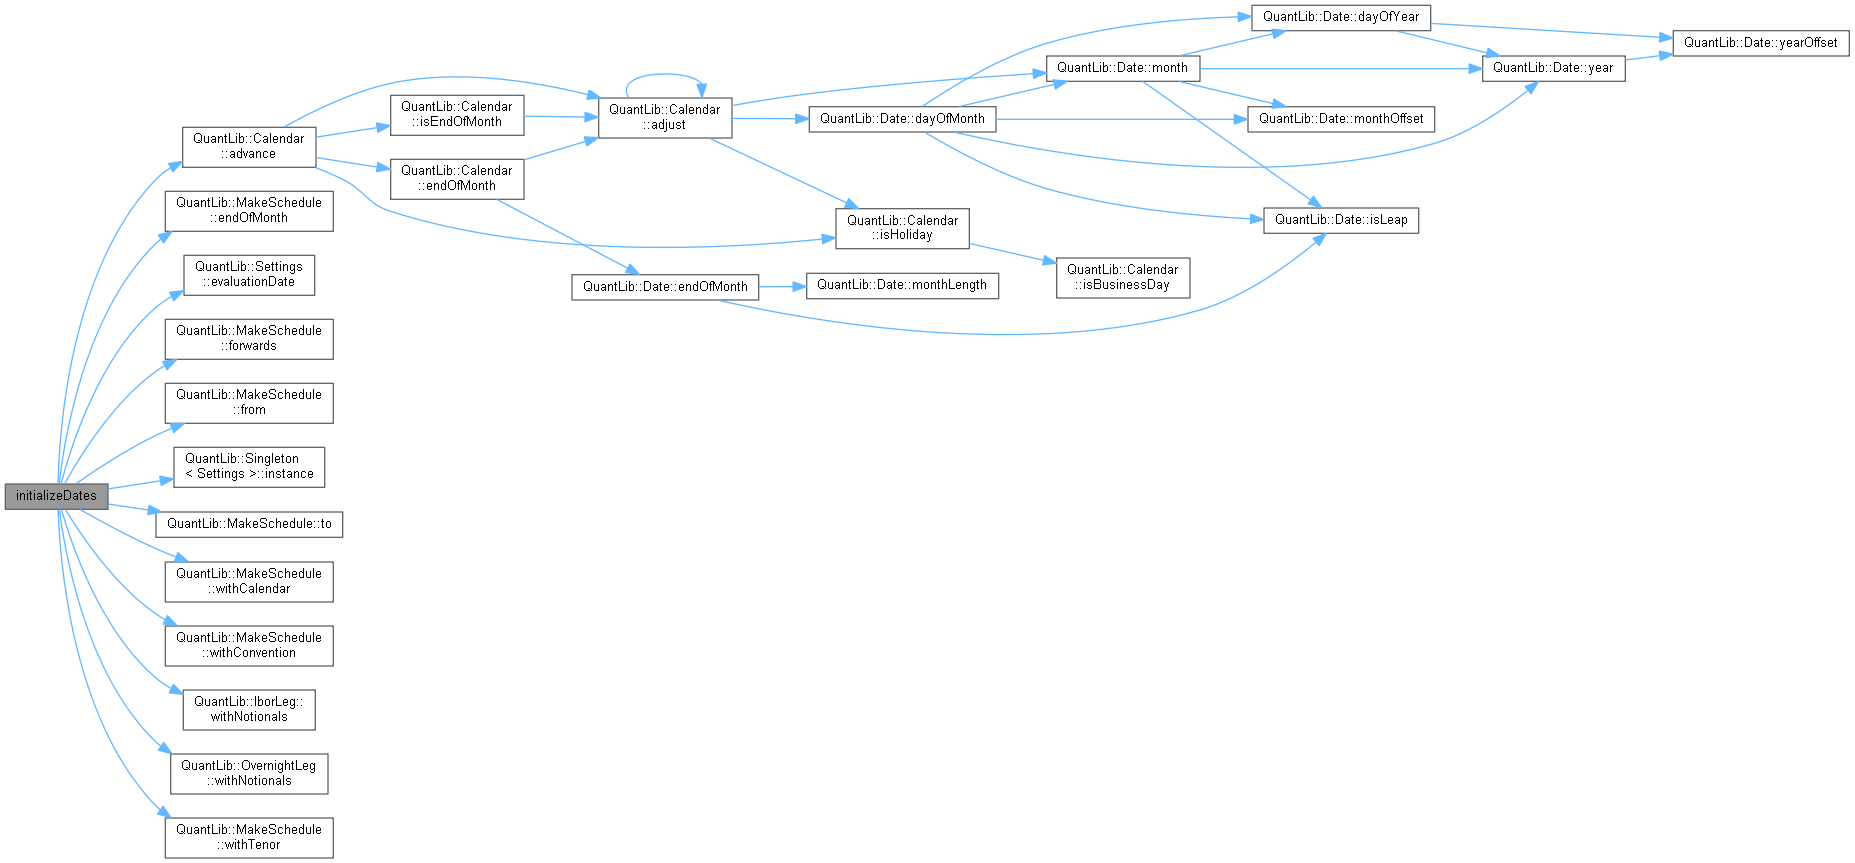 initializeDates
QuantLib::Calendar
::advance
QuantLib::MakeSchedule
::endOfMonth
QuantLib::Settings
::evaluationDate
QuantLib::MakeSchedule
::forwards
QuantLib::MakeSchedule
::from
QuantLib::Singleton
< Settings >::instance
QuantLib::MakeSchedule::to
QuantLib::MakeSchedule
::withCalendar
QuantLib::MakeSchedule
::withConvention
QuantLib::IborLeg::
withNotionals
QuantLib::OvernightLeg
::withNotionals
QuantLib::MakeSchedule
::withTenor
QuantLib::Calendar
::isEndOfMonth
QuantLib::Calendar
::endOfMonth
QuantLib::Calendar
::adjust
QuantLib::Date::endOfMonth
QuantLib::Date::dayOfMonth
QuantLib::Calendar
::isHoliday
QuantLib::Date::monthLength
QuantLib::Date::month
QuantLib::Calendar
::isBusinessDay
QuantLib::Date::dayOfYear
QuantLib::Date::monthOffset
QuantLib::Date::isLeap
QuantLib::Date::year
QuantLib::Date::yearOffset